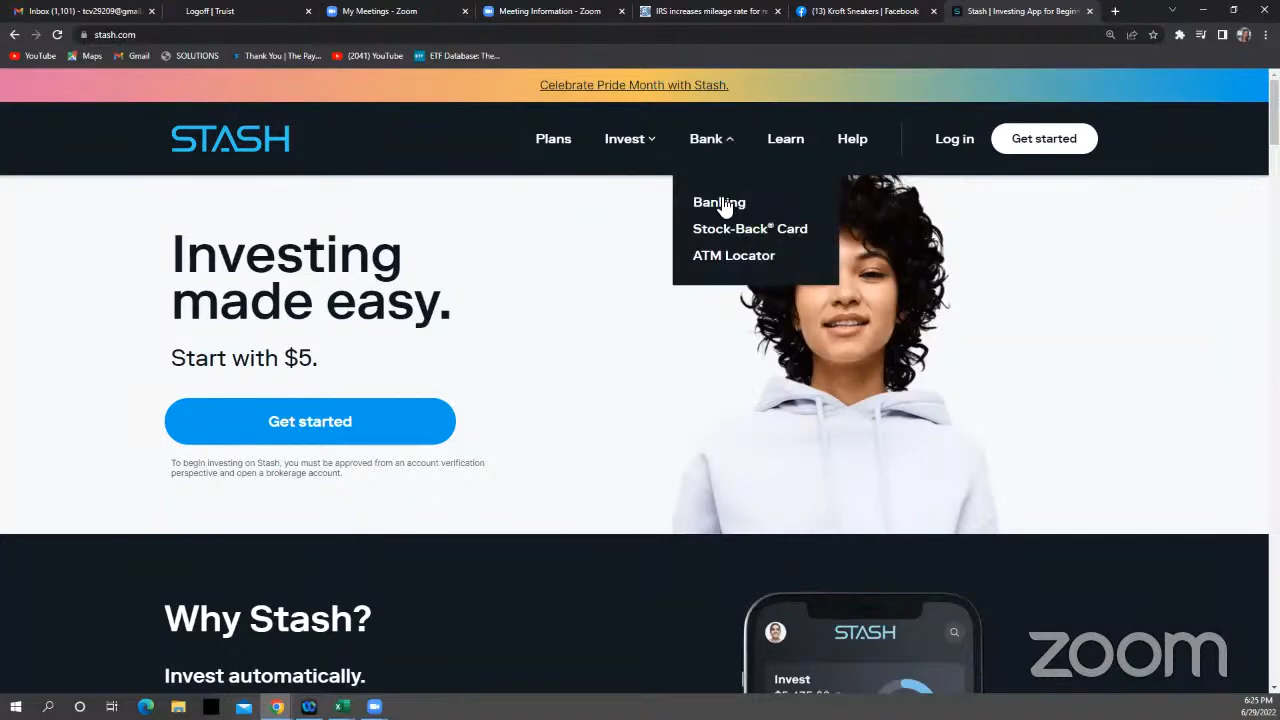 Inbox (1,101) - tcv29209@gmail.
Logoff | Truist
My Meetings - Zoom
Meeting Information - Zoom
IRS increases mileage rate for re
(13) Kroft Sneakers | Facebook
Stash | Investing App for Beginn
stash.com
YouTube
Maps
Gmail
SOLUTIONS
Thank You | The Pay...
(2041) YouTube
ETF Database: The...
Celebrate Pride Month with Stash.
STASH
Plans
Invest
Bank
Learn
Help
Log in
Get started
Banking
Stock-Back® Card
ATM Locator
Investing
made easy.
Start with $5.
Get started
To begin investing on Stash, you must be approved from an account verification
perspective and open a brokerage account.
Why Stash?
Invest automatically.
STASH
Invest
zoom
6:25 PM
6/29/2022